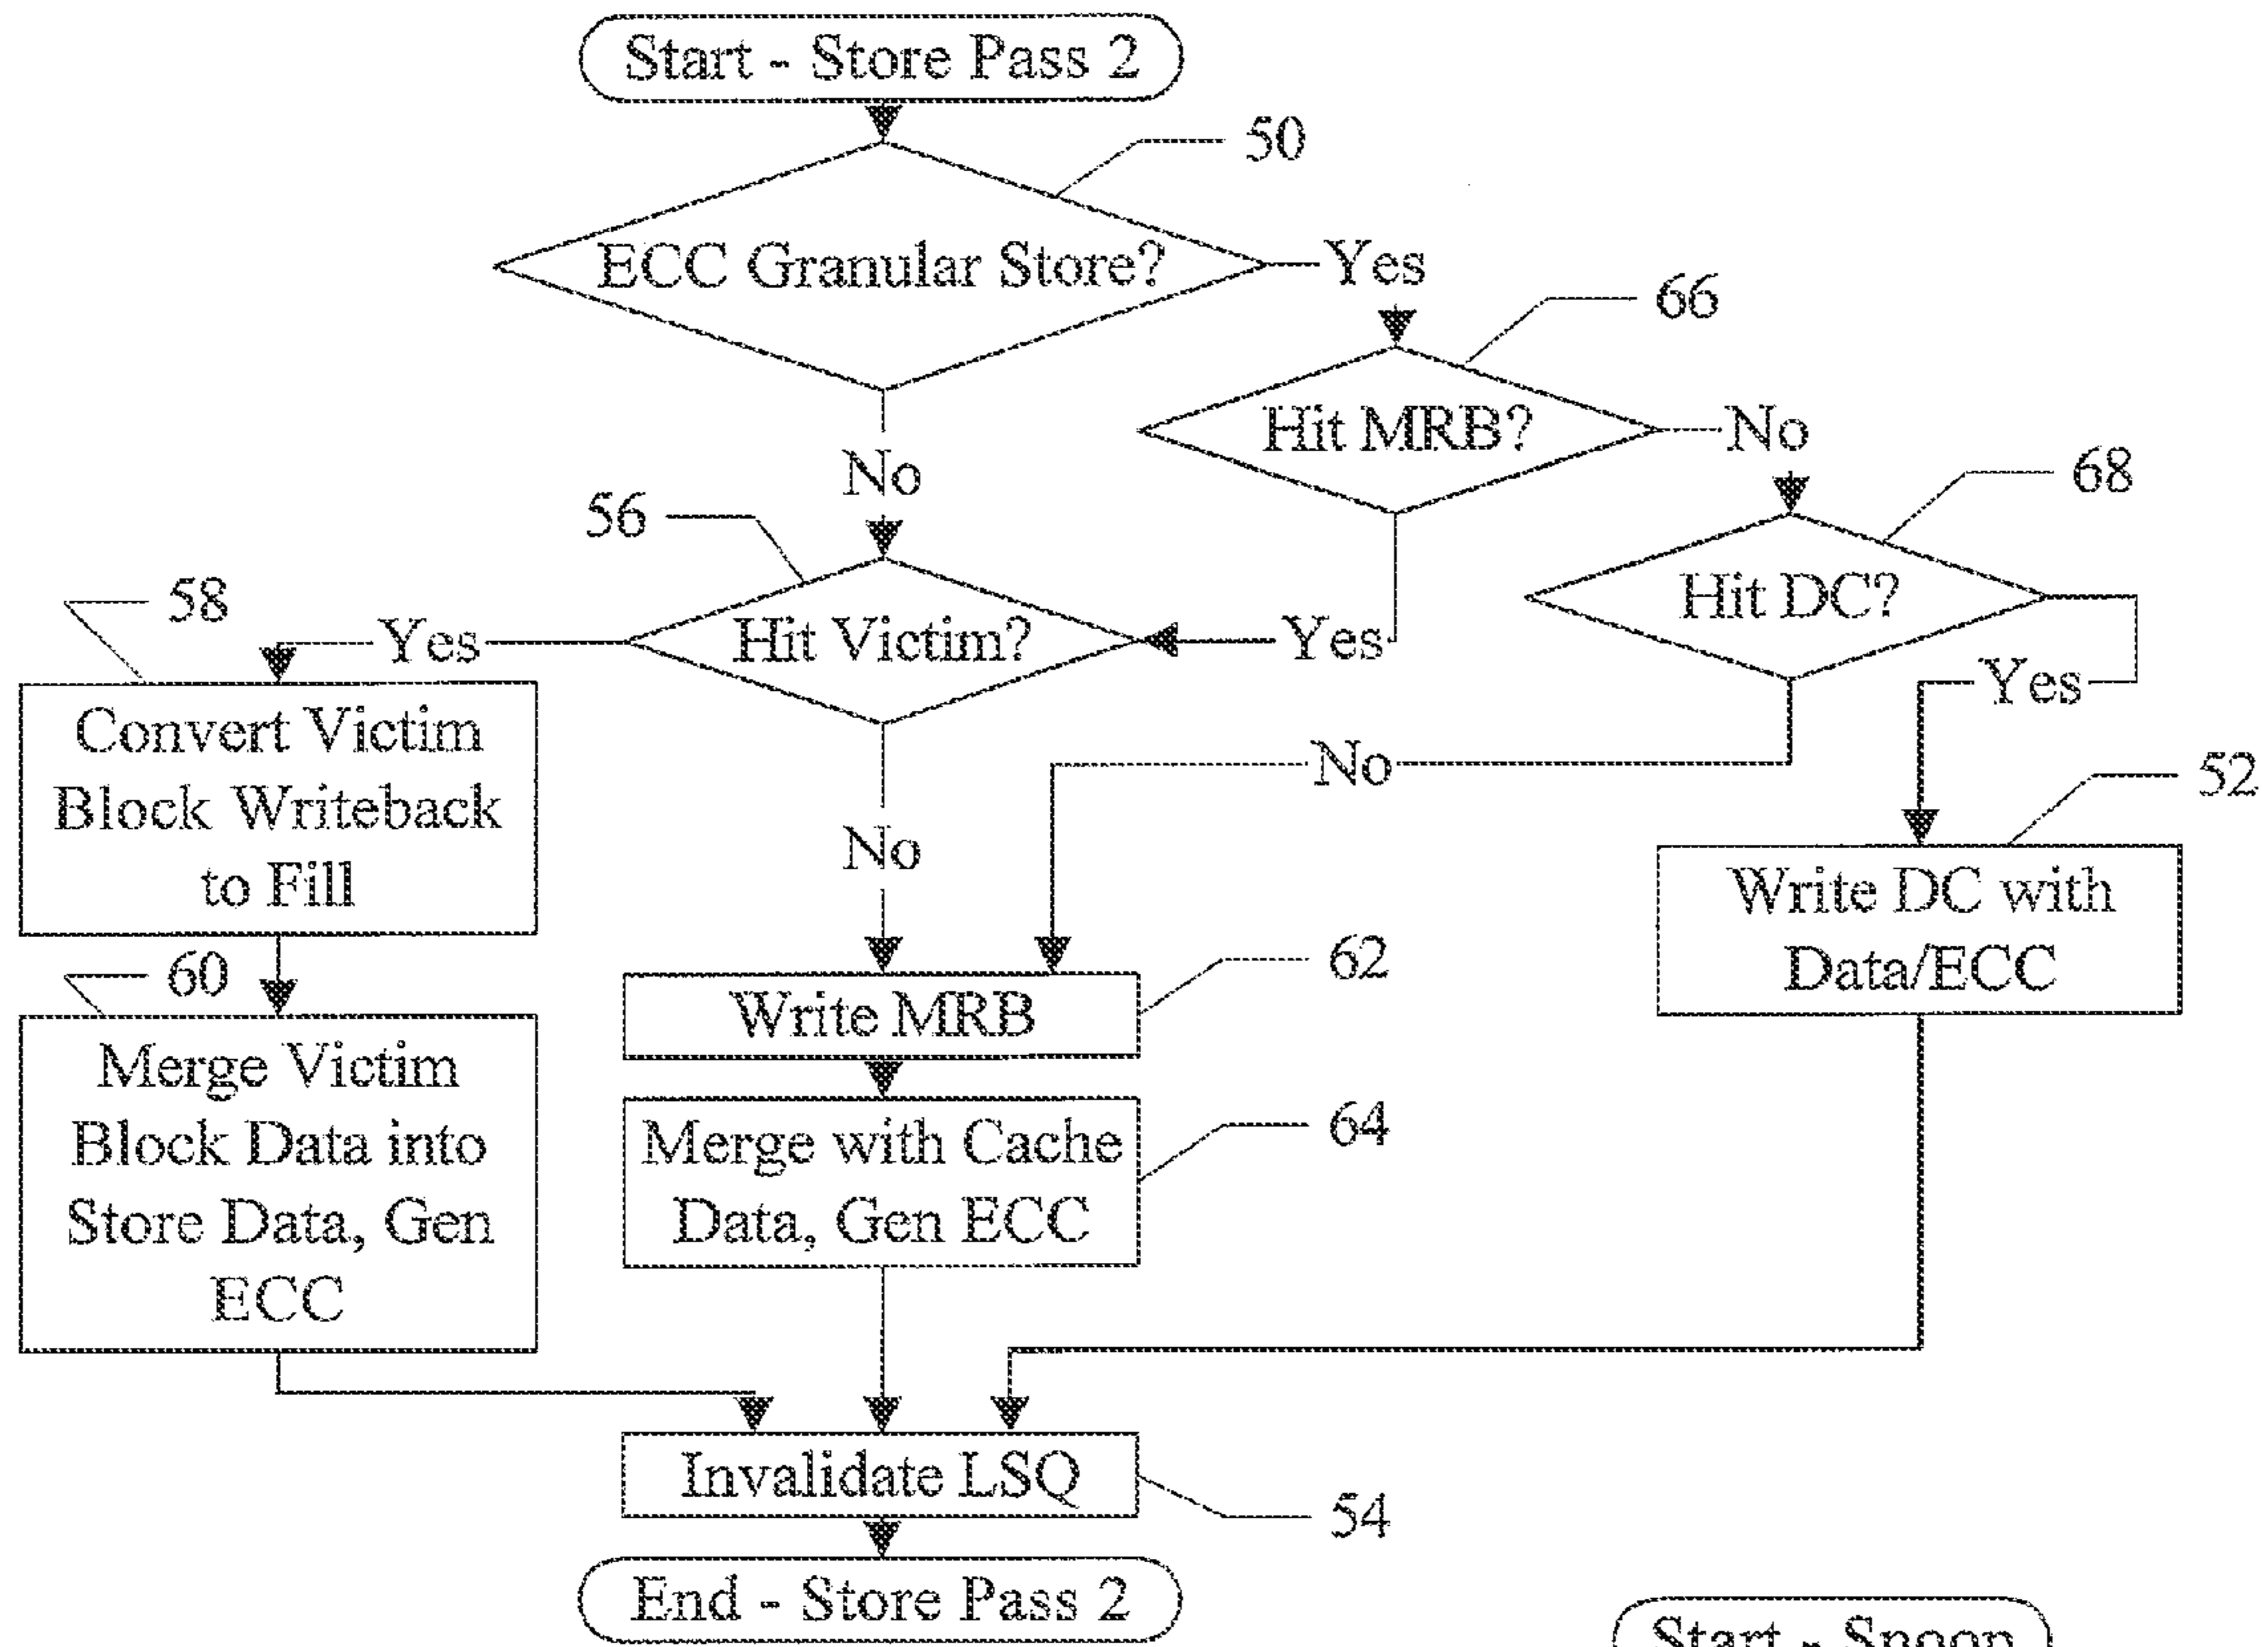 Start - Store Pass 2
50
ECC Granular Store?
Yes
66
Hit MRB?
No
No
68
56
Hit DC?
58
Yes
Hit Victim?
Yes
Yes
Convert Victim
Block Writeback
to Fill
No
52
No
Write DC with
Data/ECC
60
62
Write MRB
Merge Victim
Block Data into
Store Data, Gen
ECC
64
Merge with Cache
Data, Gen ECC
Invalidate LSQ
54
End - Store Pass 2
Start - Snoop